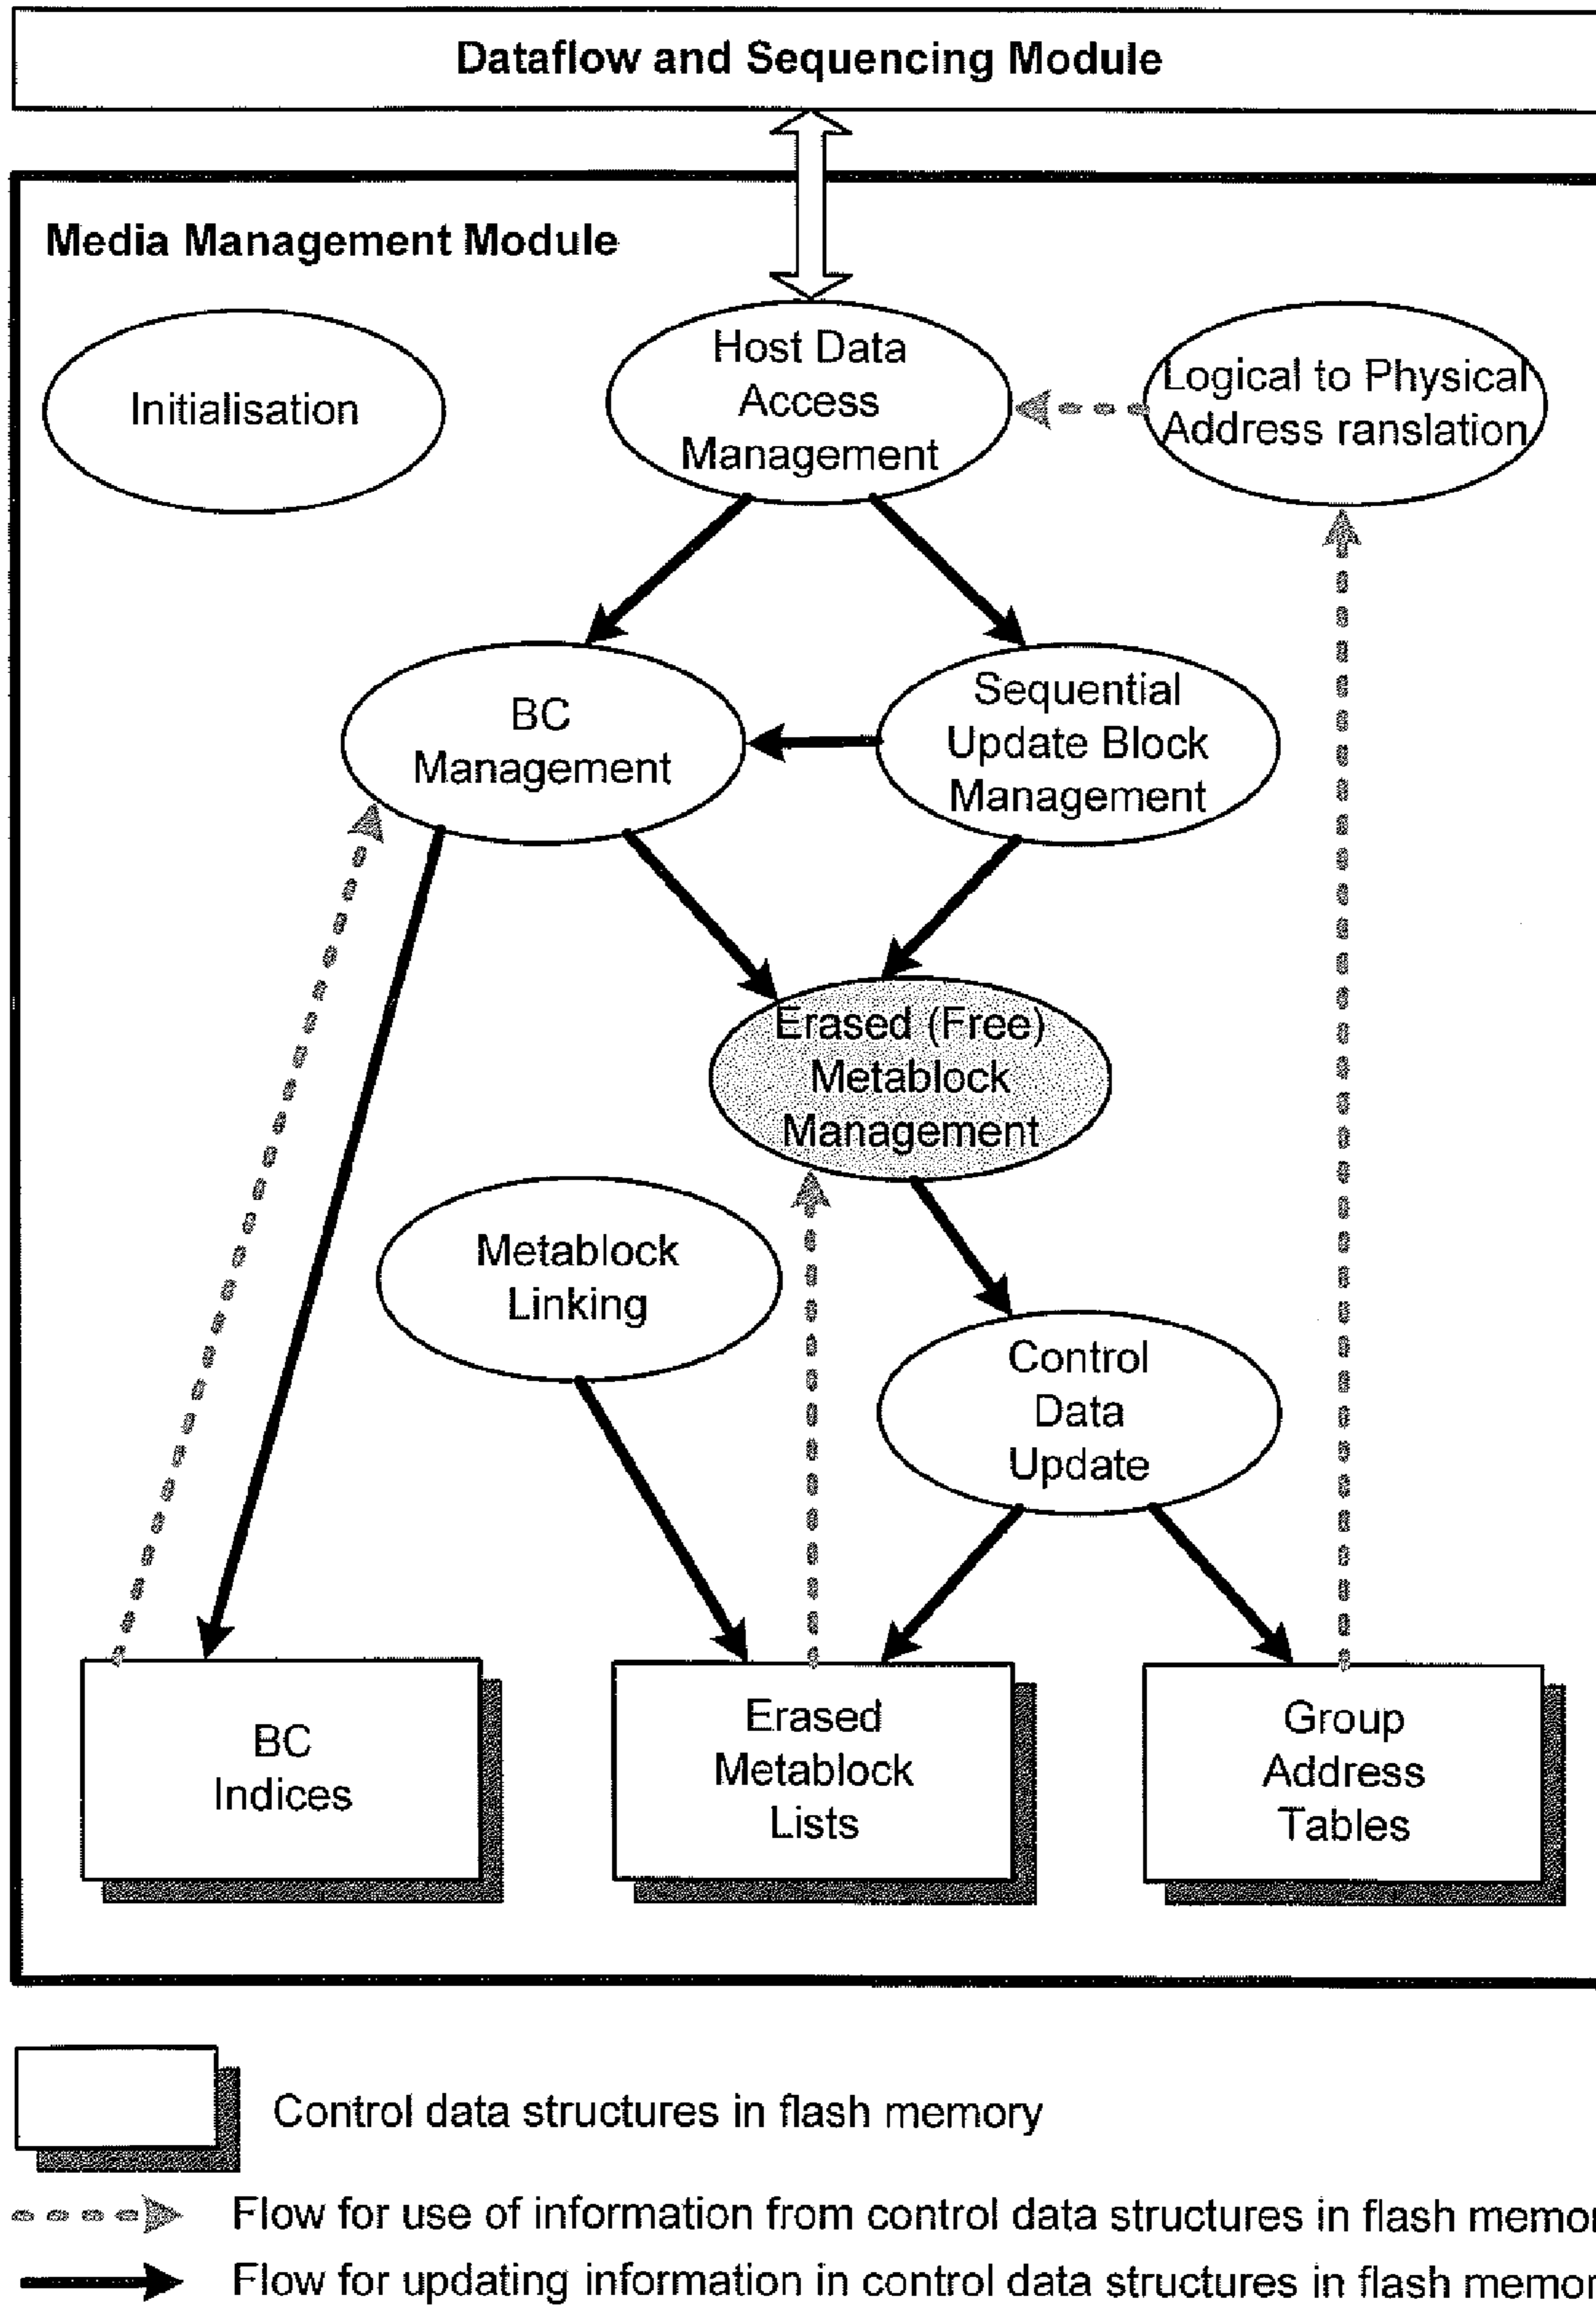 Dataflow and Sequencing Module
Media Management Module
Initialisation
Host Data
Access
Management
Logical to Physical
Address ranslation
BC
Management
Sequential
Update Block
Management
Erased (Free)
Metablock
Management
Metablock
Linking
Control
Data
Update
BC
Indices
Erased
Metablock
Lists
Group
Address
Tables
Control data structures in flash memory
Flow for use of information from control data structures in flash memor
Flow for updating information in control data structures in flash memor